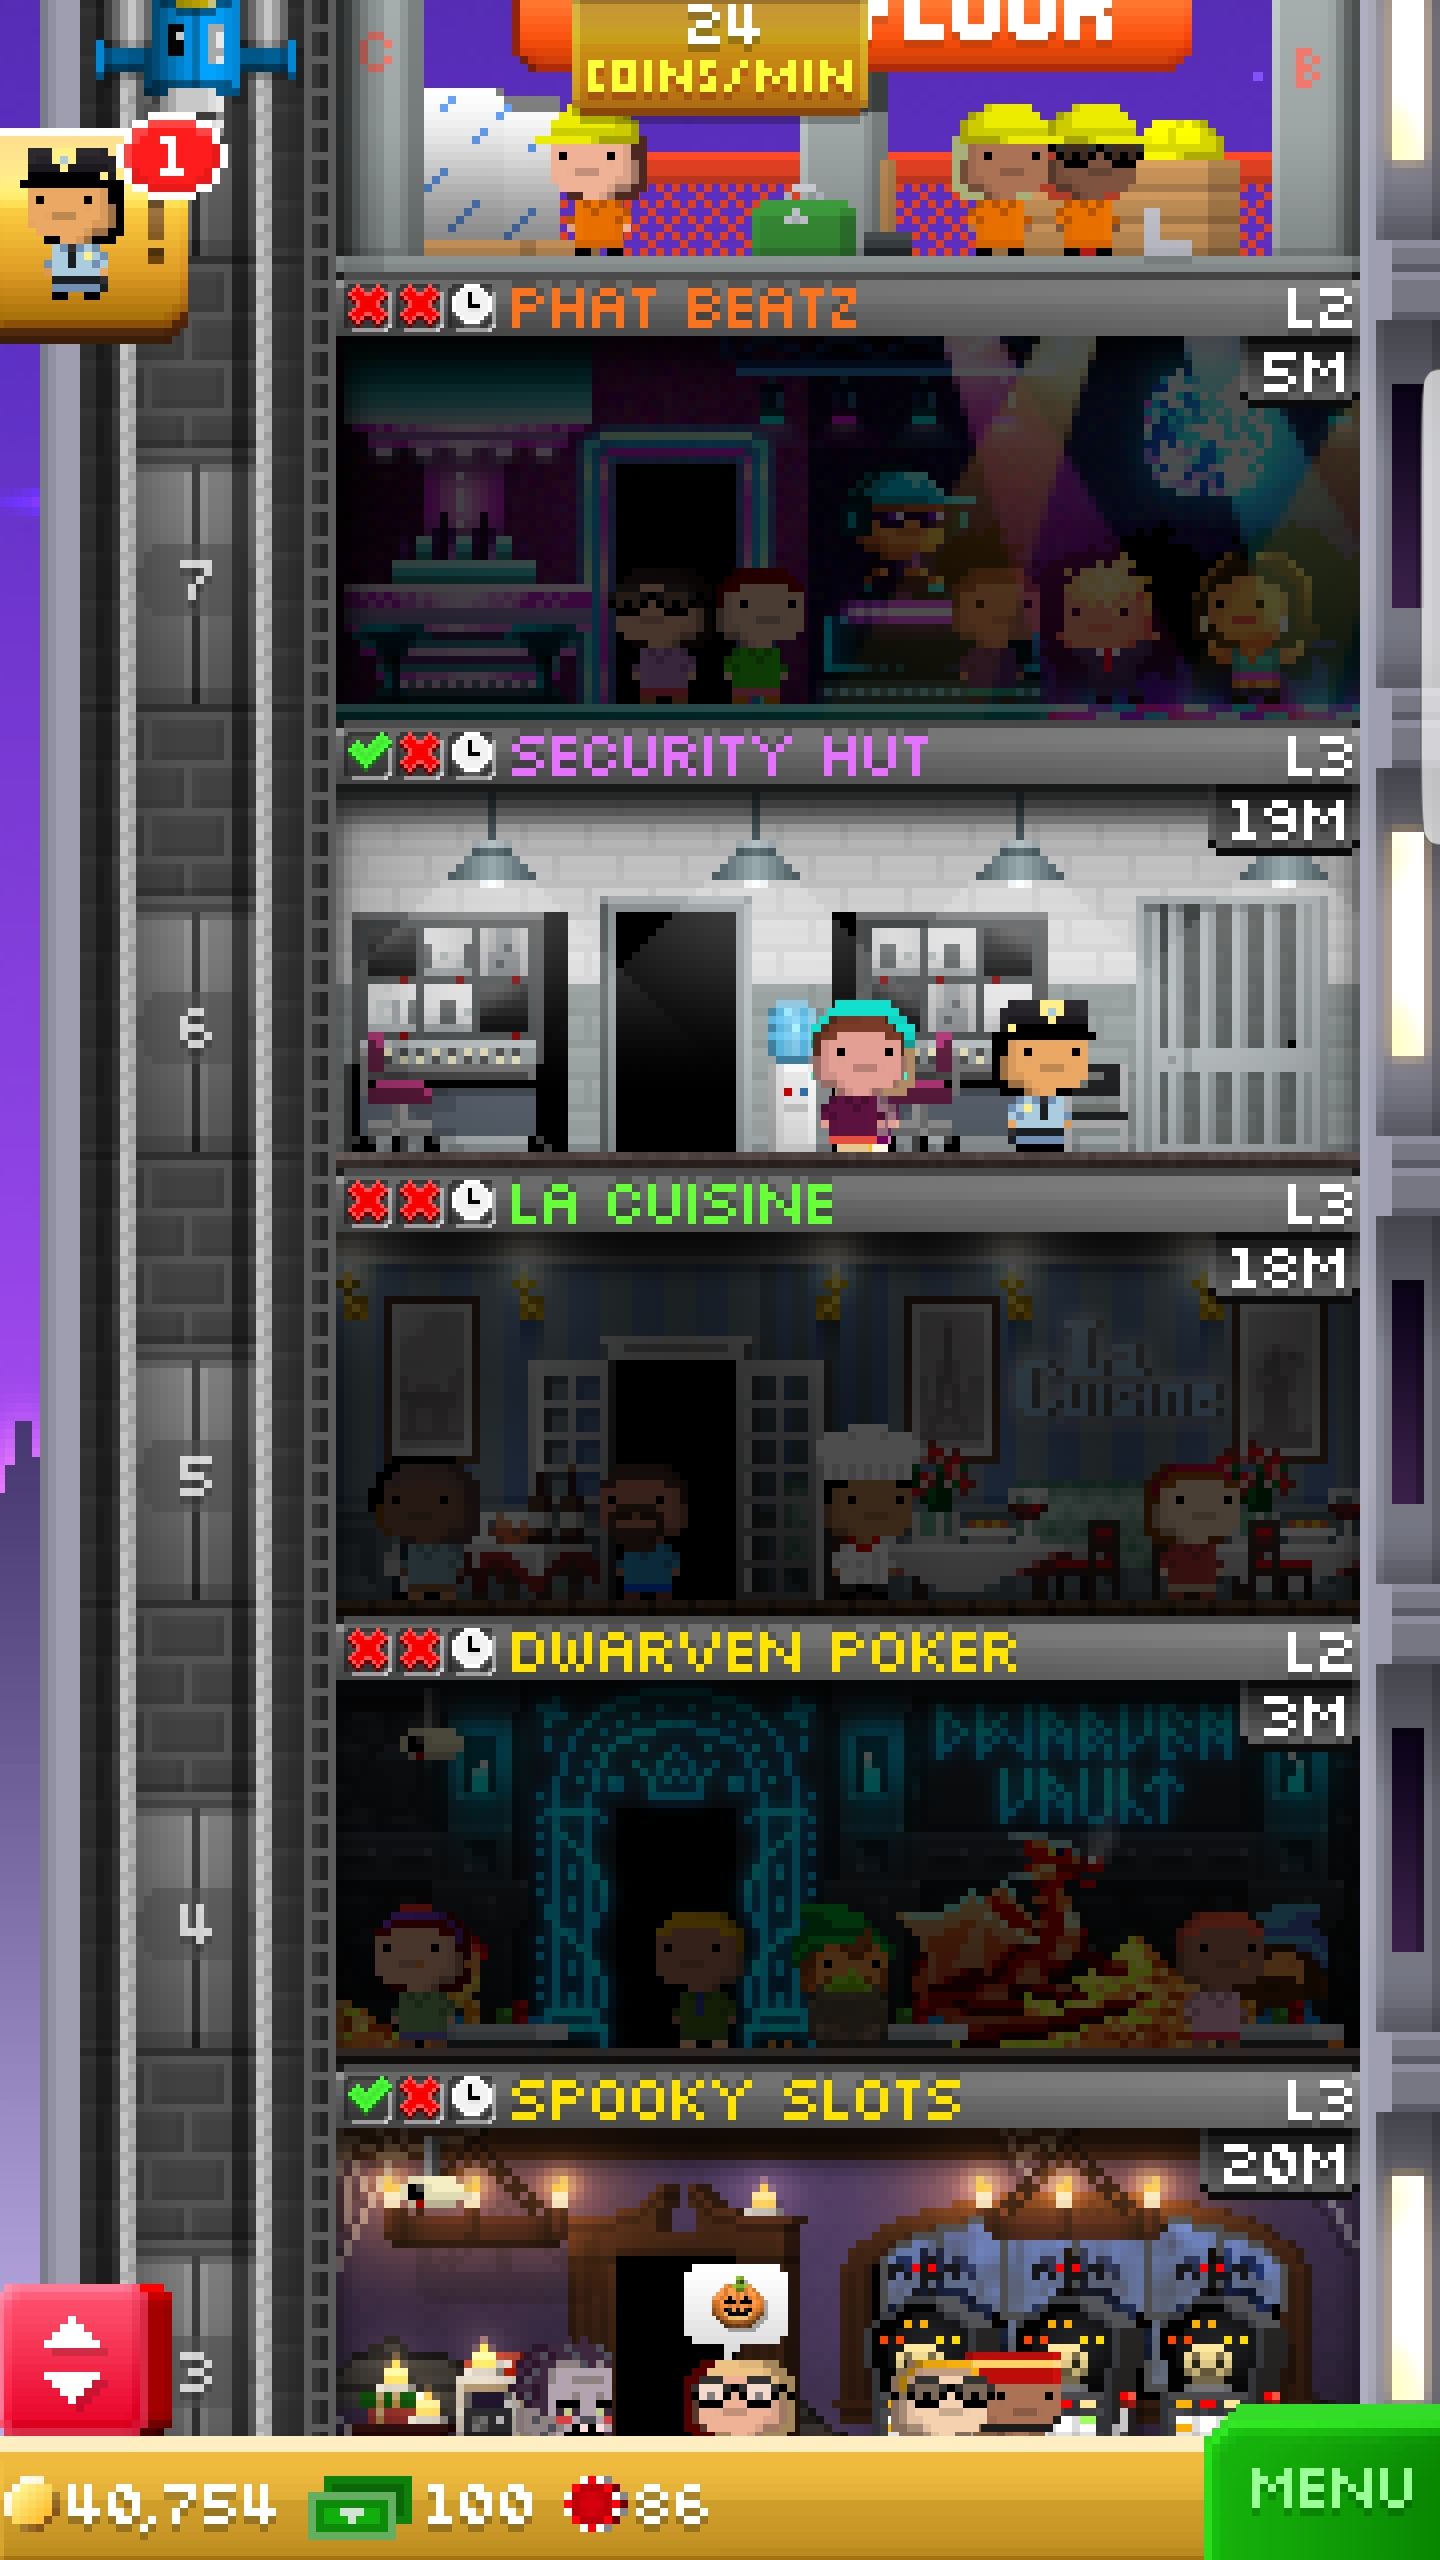 FLOOR
24
COINS/MIN
C
B
1
PHAT BEATZ L2
5M
7
SECURITY HUT L3
19M
6
LA CUISINE L3
18M
La
Cuisine
5
DWARVEN POKER L2
3M
DWARVEN
VAULT
4
SPOOKY SLOTS L3
20M
3
40,754 100 86
MENU